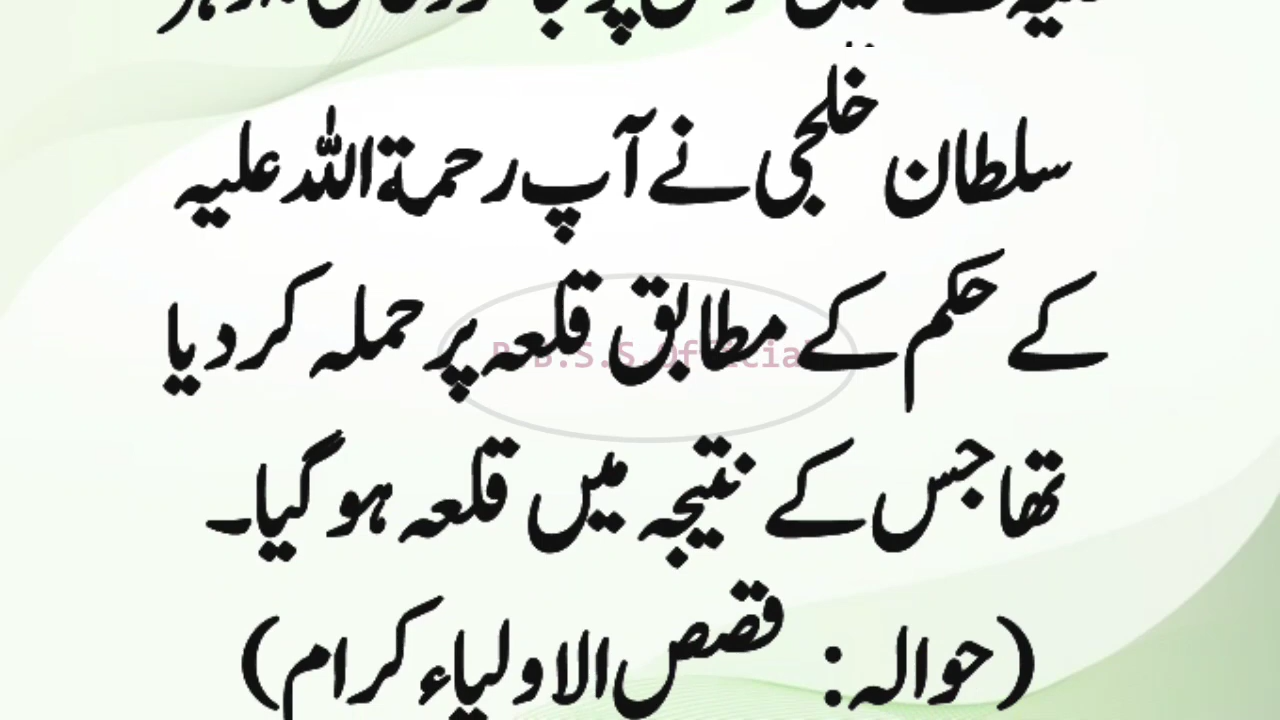 سلطان خلجی نے آپ رحمۃ اللہ علیہ
کے حکم کے مطابق قلعہ پر حملہ کر دیا
تھا جس کے نتیجہ میں قلعہ ہو گیا۔
(حوالہ: قصص الاولیاء کرام)